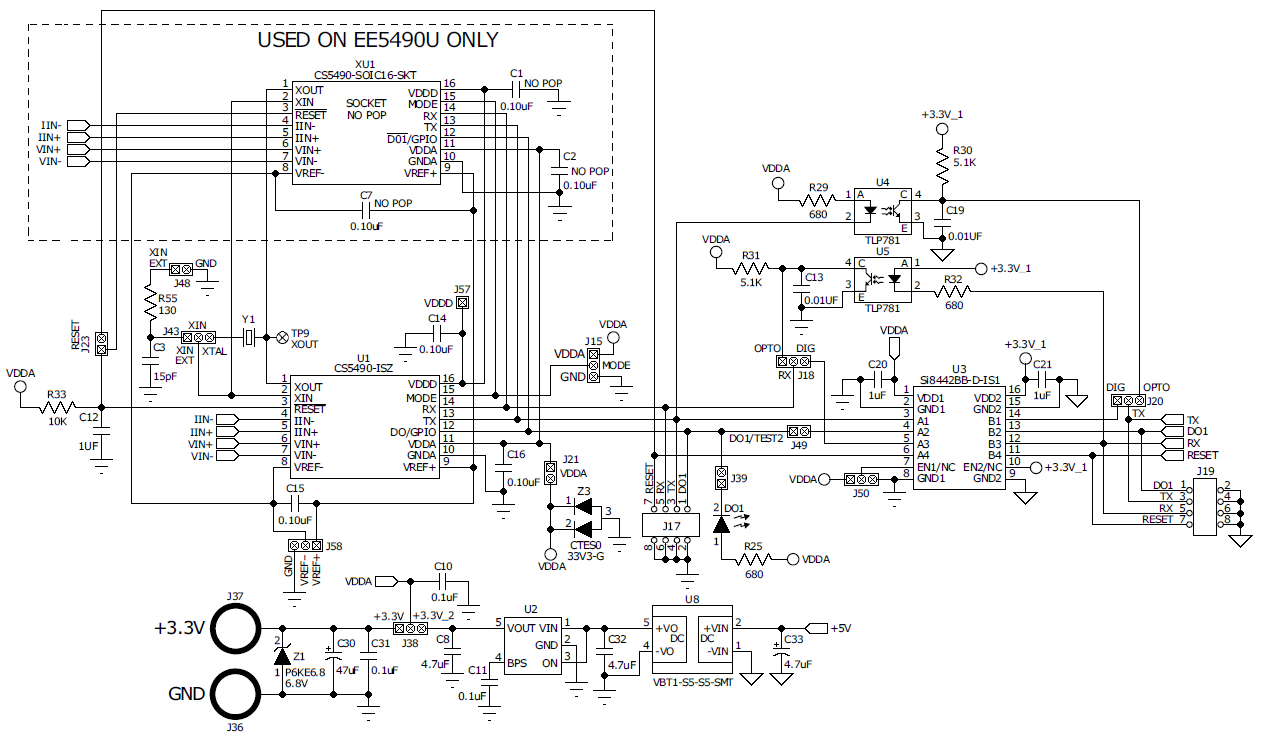 USED ON EE5490U ONLY
XU1
CS5490-SOIC16-SKT
SOCKET
NO POP
1 XOUT
2 XIN
3 RESET
4 IIN-
5 IIN+
6 VIN+
7 VIN-
8 VREF-
VDDD 16
MODE 15
RX 14
TX 13
DO1/GPIO 12
VDDA 11
GNDA 10
VREF+ 9
IIN-
IIN+
VIN+
VIN-
C1
NO POP
0.10uF
C2
NO POP
0.10uF
C7
NO POP
0.10uF
XIN
EXT
GND
J48
R55
130
J43
XIN
XIN
EXT
XTAL
C3
15pF
Y1
TP9
XOUT
RESET
J23
VDDA
R33
10K
C12
1UF
J57
VDDD
C14
0.10uF
U1
CS5490-ISZ
1 XOUT
2 XIN
3 RESET
4 IIN-
5 IIN+
6 VIN+
7 VIN-
8 VREF-
VDDD 16
MODE 15
RX 14
TX 13
DO/GPIO 12
VDDA 11
GNDA 10
VREF+ 9
IIN-
IIN+
VIN+
VIN-
C15
0.10uF
J58
GND
VREF-
VREF+
C16
0.10uF
J21
VDDA
Z3
1
2
3
CTES0
33V3-G
VDDA
J15
VDDA
VDDA
MODE
GND
+3.3V_1
R30
5.1K
VDDA
R29
680
U4
1 A
2
C 4
3
E
TLP781
C19
0.01UF
VDDA
R31
5.1K
C13
0.01UF
U5
4 C
3
E
A 1
2
TLP781
+3.3V_1
R32
680
OPTO
DIG
RX
J18
VDDA
C20
1uF
U3
Si8442BB-D-IS1
1 VDD1
2 GND1
3 A1
4 A2
5 A3
6 A4
7 EN1/NC
8 GND1
VDD2 16
GND2 15
B1 14
B2 13
B3 12
B4 11
EN2/NC 10
GND2 9
+3.3V_1
C21
1uF
+3.3V_1
DIG
OPTO
J20
TX
TX
DO1
RX
RESET
J19
DO1 1
TX 3
RX 5
RESET 7
2
4
6
8
DO1/TEST2
J49
VDDA
J50
J39
2
DO1
1
R25
680
VDDA
7 RESET
5 RX
3 TX
1 DO1
J17
8
6
4
2
VDDA
C10
0.1uF
J37
+3.3V
GND
J36
2
Z1
1
P6KE6.8
6.8V
C30
47uF
C31
0.1uF
+3.3V
+3.3V_2
J38
C8
4.7uF
C11
0.1uF
U2
5 VOUT
4 BPS
VIN 1
GND 2
ON 3
C32
4.7uF
U8
5 +VO
4 -VO
DC
DC
+VIN 2
-VIN 1
VBT1-S5-S5-SMT
+5V
C33
4.7uF